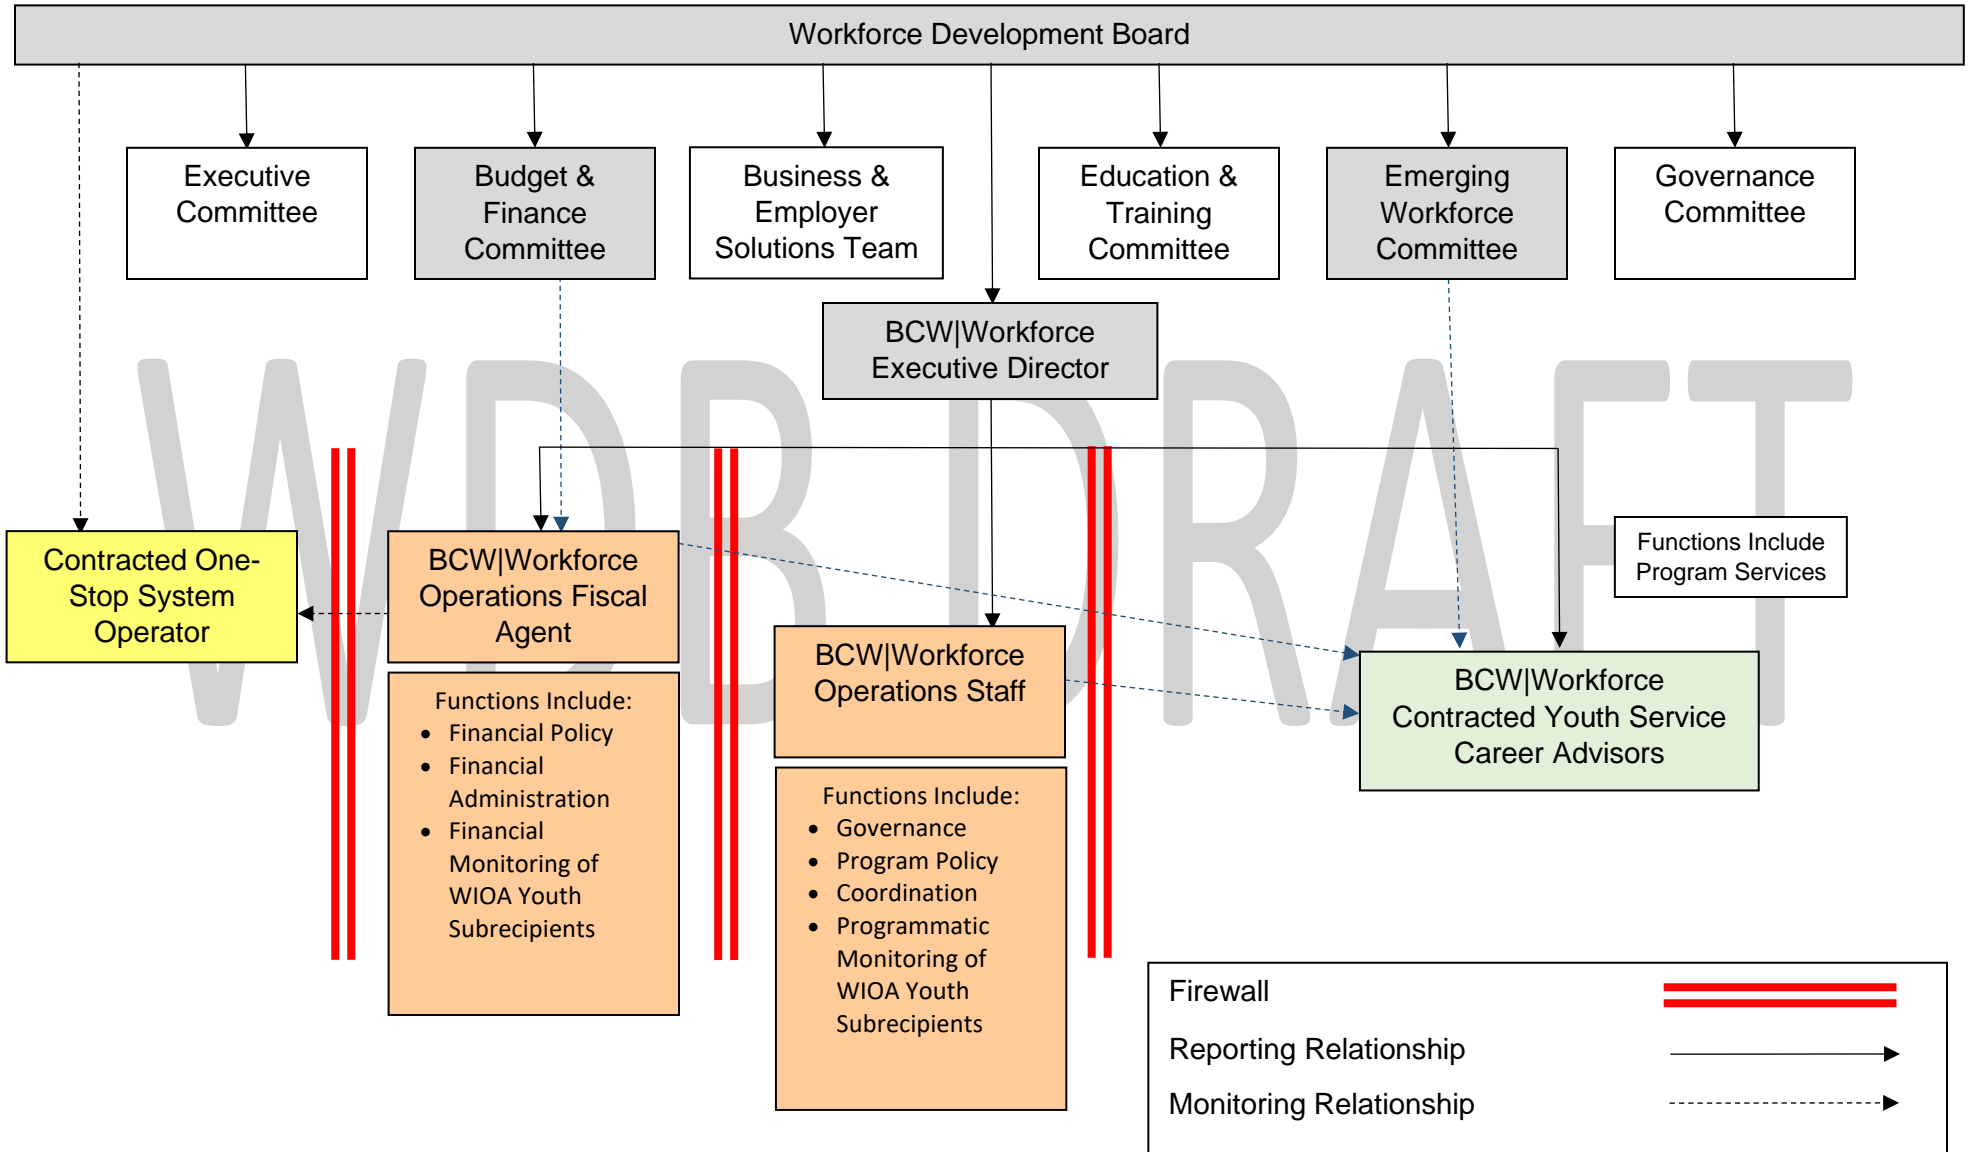 Workforce Development Board
Executive
Committee
Budget &
Finance
Committee
Business &
Employer
Solutions Team
Education &
Training
Committee
Emerging
Workforce
Committee
Governance
Committee
BCW|Workforce
Executive Director
WDB DRAFT
Contracted One-
Stop System
Operator
BCW|Workforce
Operations Fiscal
Agent
Functions Include:
• Financial Policy
• Financial
Administration
• Financial
Monitoring of
WIOA Youth
Subrecipients
BCW|Workforce
Operations Staff
Functions Include:
• Governance
• Program Policy
• Coordination
• Programmatic
Monitoring of
WIOA Youth
Subrecipients
Functions Include
Program Services
BCW|Workforce
Contracted Youth Service
Career Advisors
Firewall
Reporting Relationship
Monitoring Relationship